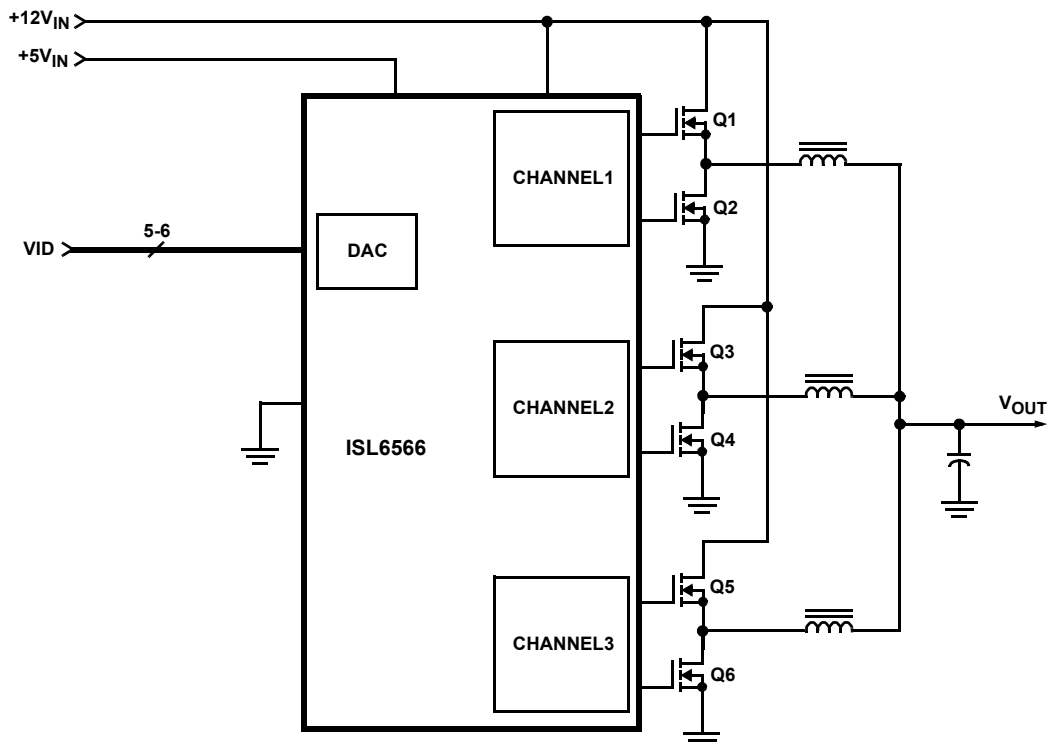 +12VIN
+5VIN
Q1
CHANNEL1
Q2
5-6
VID
DAC
Q3
CHANNEL2
VOUT
Q4
ISL6566
Q5
CHANNEL3
Q6